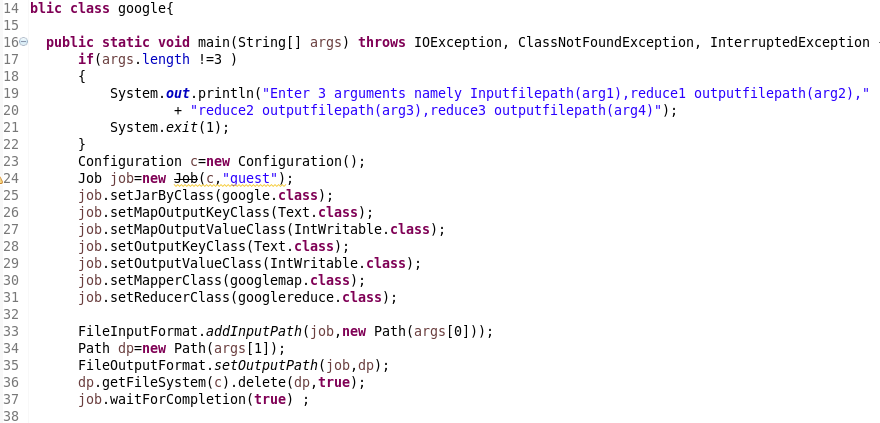 14 blic class google{
15
16 public static void main(String[] args) throws IOException, ClassNotFoundException, InterruptedException
17 if(args.length !=3 )
18 {
19 System.out.println("Enter 3 arguments namely Inputfilepath(arg1),reduce1 outputfilepath(arg2),"
20 + "reduce2 outputfilepath(arg3),reduce3 outputfilepath(arg4)");
21 System.exit(1);
22 }
23 Configuration c=new Configuration();
24 Job job=new Job(c,"guest");
25 job.setJarByClass(google.class);
26 job.setMapOutputKeyClass(Text.class);
27 job.setMapOutputValueClass(IntWritable.class);
28 job.setOutputKeyClass(Text.class);
29 job.setOutputValueClass(IntWritable.class);
30 job.setMapperClass(googlemap.class);
31 job.setReducerClass(googlereduce.class);
32
33 FileInputFormat.addInputPath(job,new Path(args[0]));
34 Path dp=new Path(args[1]);
35 FileOutputFormat.setOutputPath(job,dp);
36 dp.getFileSystem(c).delete(dp,true);
37 job.waitForCompletion(true) ;
38